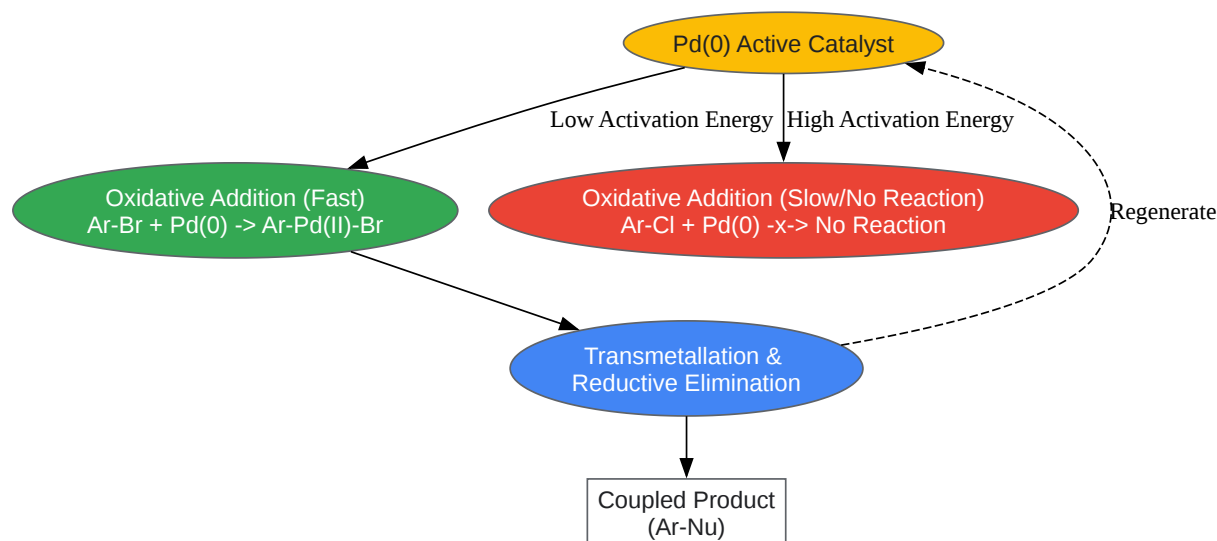 Pd(0) Active Catalyst
Low Activation Energy
High Activation Energy
Oxidative Addition (Fast)
Ar-Br + Pd(0) -> Ar-Pd(II)-Br
Oxidative Addition (Slow/No Reaction)
Ar-Cl + Pd(0) -x-> No Reaction
Regenerate
Transmetallation &
Reductive Elimination
Coupled Product
(Ar-Nu)